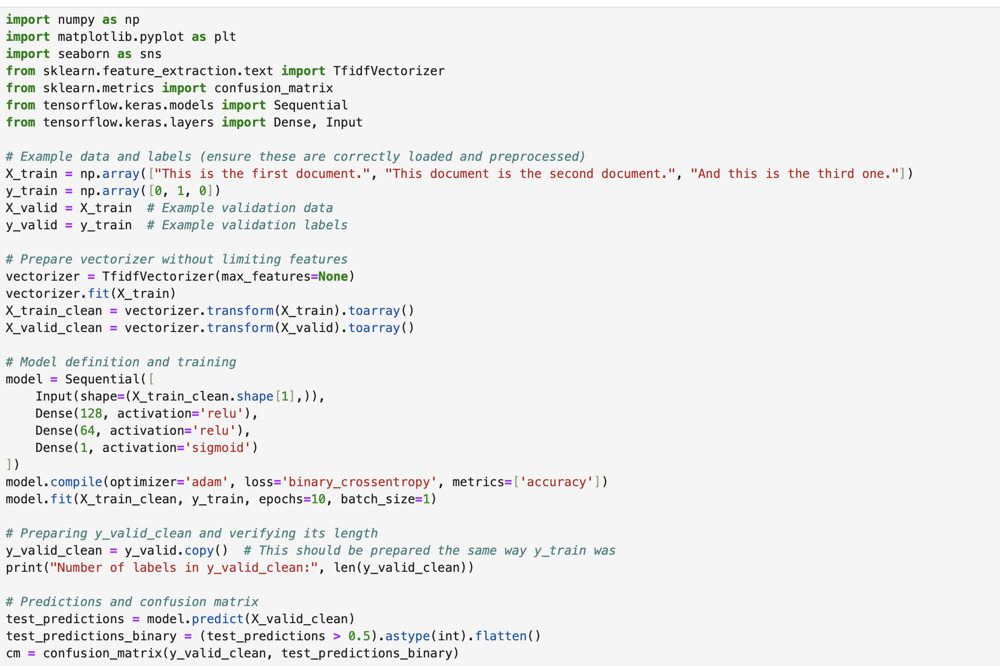 import numpy as np
import matplotlib.pyplot as plt
import seaborn as sns
from sklearn.feature_extraction.text import TfidfVectorizer
from sklearn.metrics import confusion_matrix
from tensorflow.keras.models import Sequential
from tensorflow.keras.layers import Dense, Input

# Example data and labels (ensure these are correctly loaded and preprocessed)
X_train = np.array(["This is the first document.", "This document is the second document.", "And this is the third one."])
y_train = np.array([0, 1, 0])
X_valid = X_train  # Example validation data
y_valid = y_train  # Example validation labels

# Prepare vectorizer without limiting features
vectorizer = TfidfVectorizer(max_features=None)
vectorizer.fit(X_train)
X_train_clean = vectorizer.transform(X_train).toarray()
X_valid_clean = vectorizer.transform(X_valid).toarray()

# Model definition and training
model = Sequential([
    Input(shape=(X_train_clean.shape[1],)),
    Dense(128, activation='relu'),
    Dense(64, activation='relu'),
    Dense(1, activation='sigmoid')
])
model.compile(optimizer='adam', loss='binary_crossentropy', metrics=['accuracy'])
model.fit(X_train_clean, y_train, epochs=10, batch_size=1)

# Preparing y_valid_clean and verifying its length
y_valid_clean = y_valid.copy()  # This should be prepared the same way y_train was
print("Number of labels in y_valid_clean:", len(y_valid_clean))

# Predictions and confusion matrix
test_predictions = model.predict(X_valid_clean)
test_predictions_binary = (test_predictions > 0.5).astype(int).flatten()
cm = confusion_matrix(y_valid_clean, test_predictions_binary)